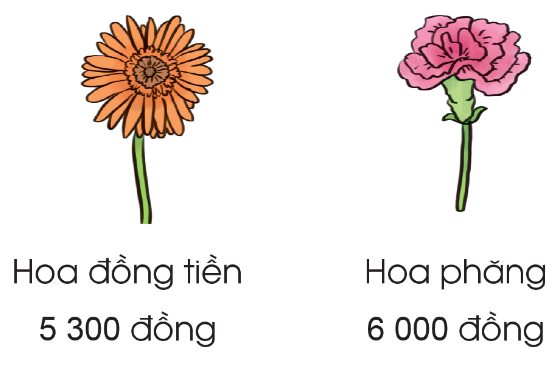 Hoa đồng tiền
5 300 đồng
Hoa phăng
6 000 đồng